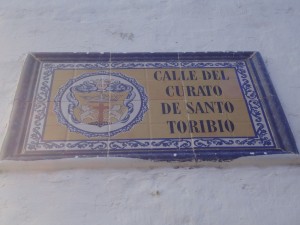 CALLE DEL
CURATO
DE SANTO
TORIBIO